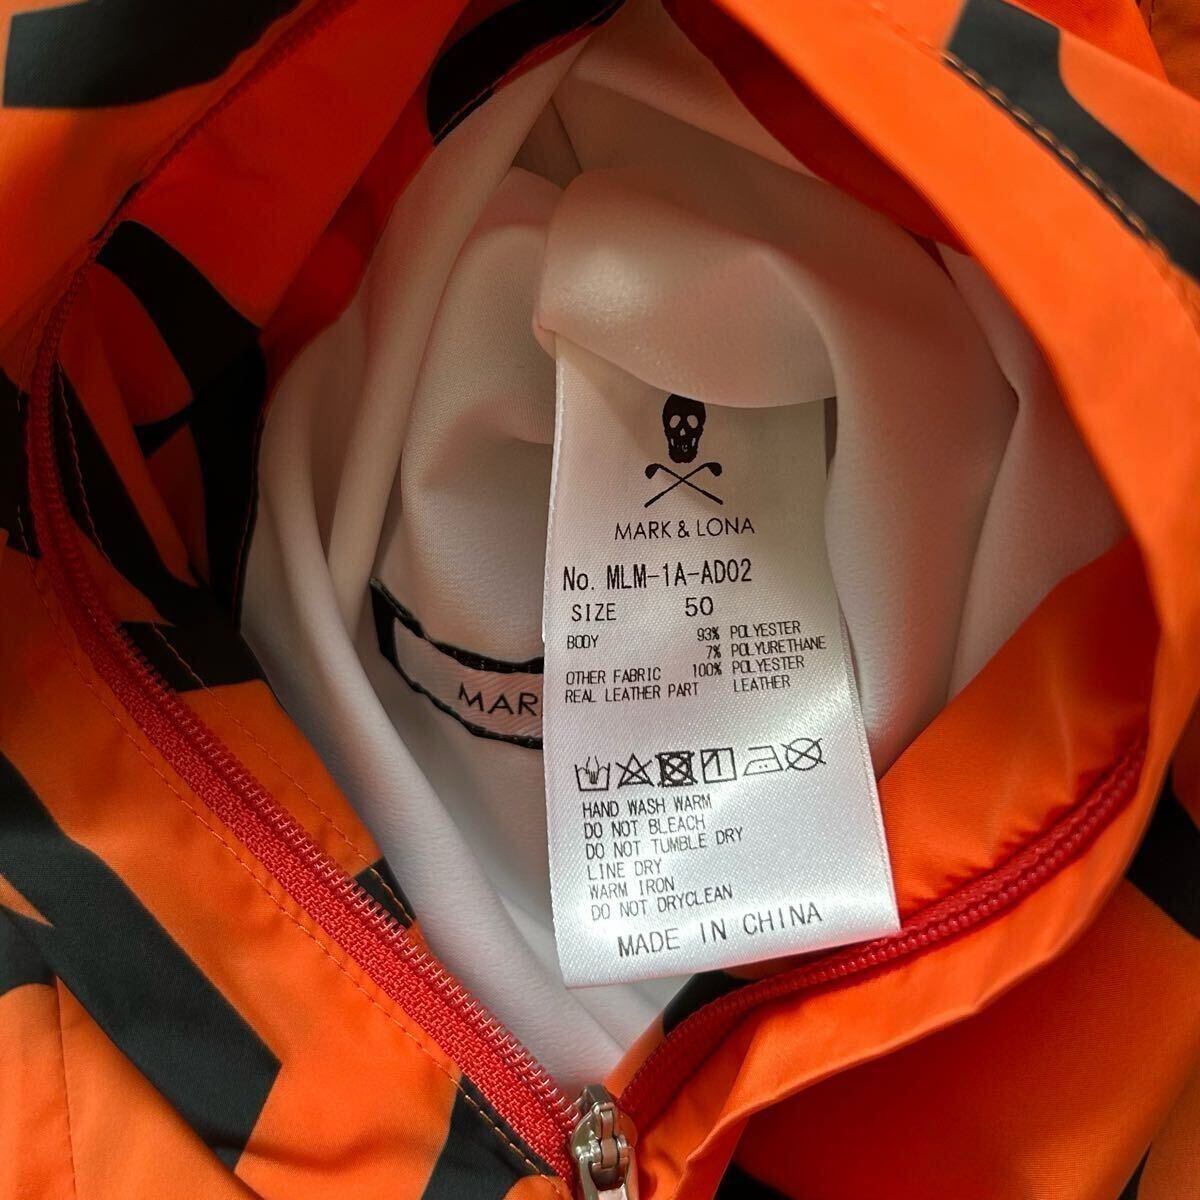 MARK & LONA
No. MLM-1A-AD02
SIZE 50
BODY 93% POLYESTER
7% POLYURETHANE
OTHER FABRIC 100% POLYESTER
REAL LEATHER PART LEATHER
MAR
HAND WASH WARM
DO NOT BLEACH
DO NOT TUMBLE DRY
LINE DRY
WARM IRON
DO NOT DRYCLEAN
MADE IN CHINA